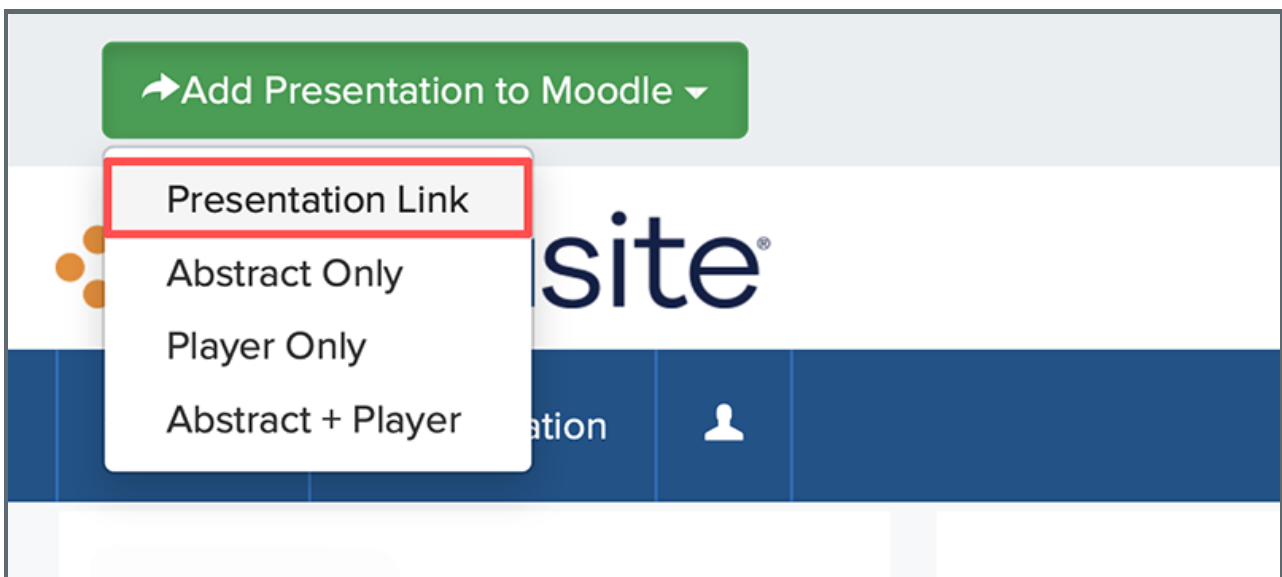 Add Presentation to Moodle
Presentation Link
site®
Abstract Only
Player Only
Abstract + Player
ation